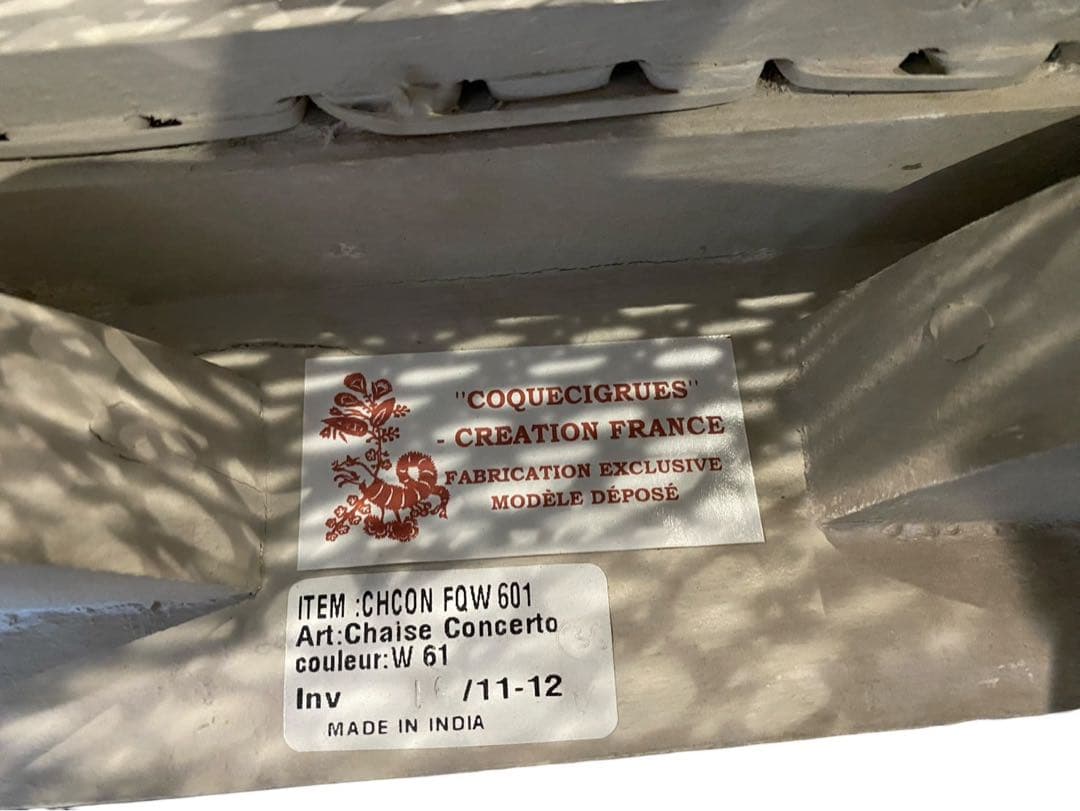 "COQUECIGRUES"
- CREATION FRANCE
FABRICATION EXCLUSIVE
MODÈLE DÉPOSÉ
ITEM :CHCON FQW 601
Art:Chaise Concerto
couleur:W 61
Inv /11-12
MADE IN INDIA